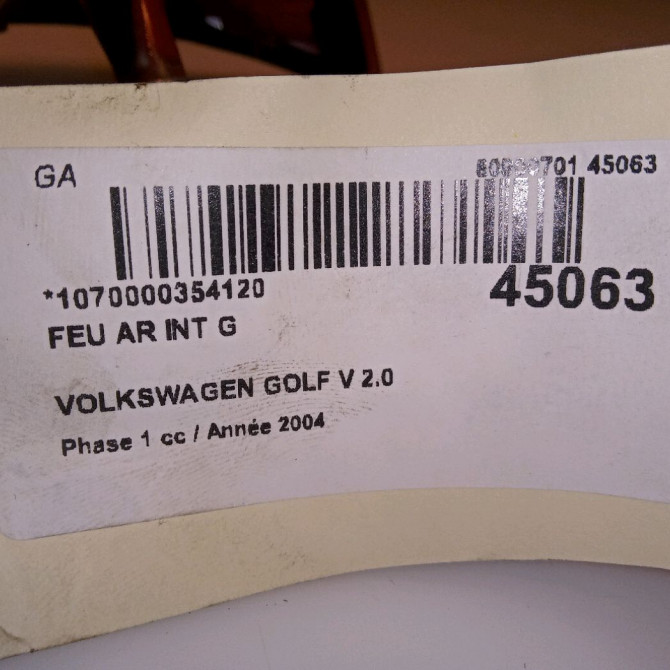 GA
45063
*1070000354120
45063
FEU AR INT G
VOLKSWAGEN GOLF V 2.0
Phase 1 cc / Année 2004